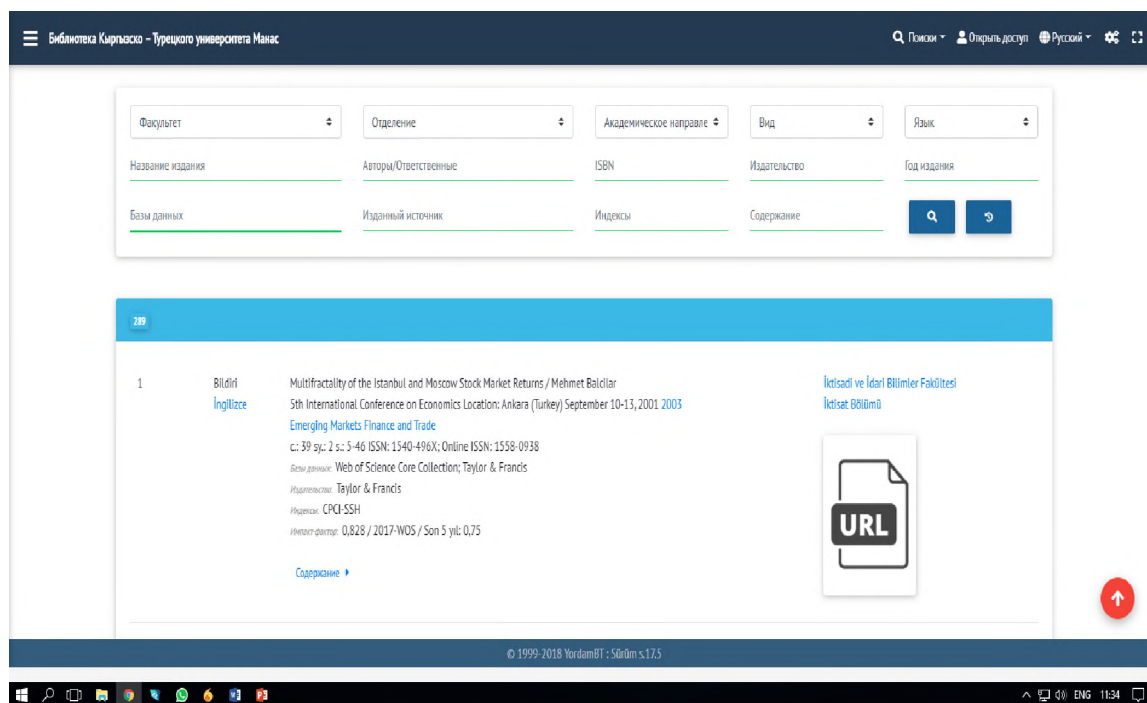 Библиотека Кыргызско – Турецкого университета Манас
Поиски
Открыть доступ
Русский
Факультет
Отделение
Академическое направле
Вид
Язык
Название издания
Авторы/Ответственные
ISBN
Издательство
Год издания
Базы данных
Изданный источник
Индексы
Содержание
289
1
Bildiri
İngilizce
Multifractality of the Istanbul and Moscow Stock Market Returns / Mehmet Balcilar
5th International Conference on Economics Location: Ankara (Turkey) September 10-13, 2001 2003
Emerging Markets Finance and Trade
c.: 39 sy.: 2 s.: 5-46 ISSN: 1540-496X; Online ISSN: 1558-0938
Базы данных: Web of Science Core Collection; Taylor & Francis
Издательство: Taylor & Francis
Индексы: CPCI-SSH
Импакт-фактор: 0,828 / 2017-WOS / Son 5 yıl: 0,75
Содержание
İktisadi ve İdari Bilimler Fakültesi
İktisat Bölümü
URL
© 1999-2018 YordamBT : Sürüm s.17.5
ENG 11:34